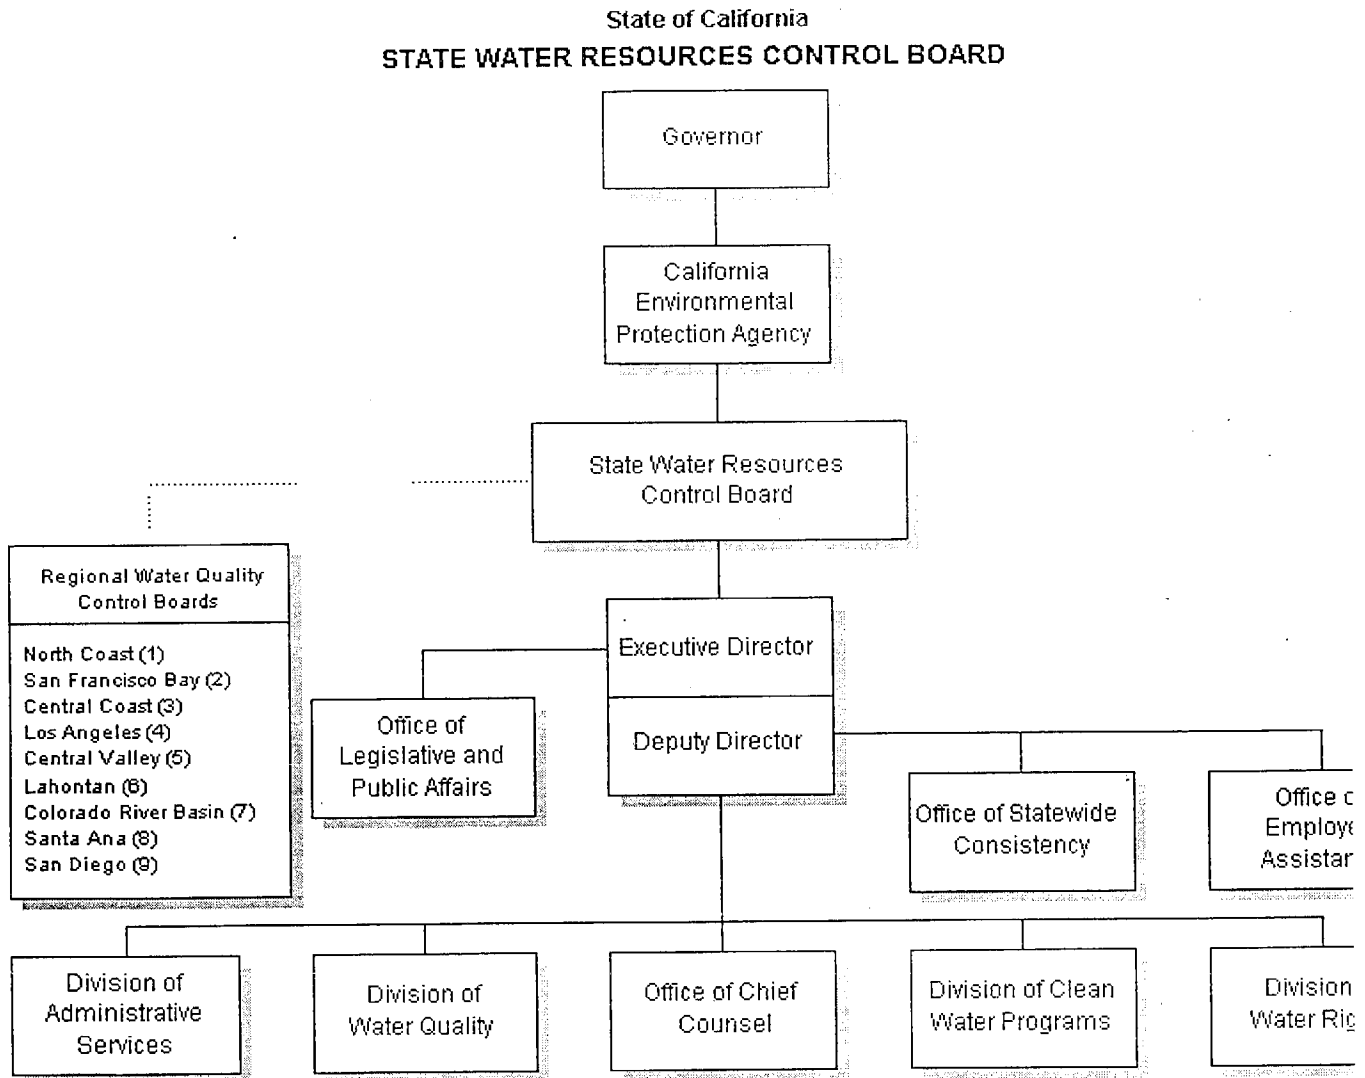 State of California
STATE WATER RESOURCES CONTROL BOARD
Governor
California
Environmental
Protection Agency
State Water Resources
Control Board
Regional Water Quality
Control Boards
North Coast (1)
San Francisco Bay (2)
Central Coast (3)
Los Angeles (4)
Central Valley (5)
Lahontan (6)
Colorado River Basin (7)
Santa Ana (8)
San Diego (9)
Executive Director
Office of
Legislative and
Public Affairs
Deputy Director
Office of Statewide
Consistency
Office
Division of
Administrative
Services
Division of
Water Quality
Office of Chief
Counsel
Division of Clean
Water Programs
Division
Water